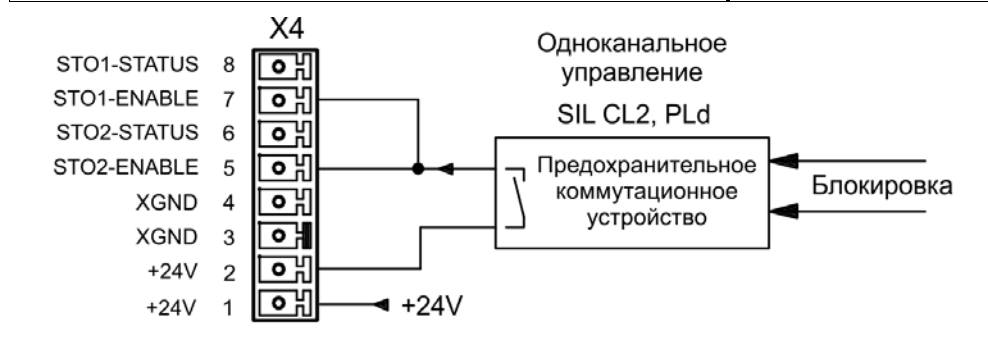 X4
STO1-STATUS 8
STO1-ENABLE 7
STO2-STATUS 6
STO2-ENABLE 5
XGND 4
XGND 3
+24V 2
+24V 1
+24V
Одноканальное
управление
SIL CL2, PLd
Предохранительное
коммутационное
устройство
Блокировка